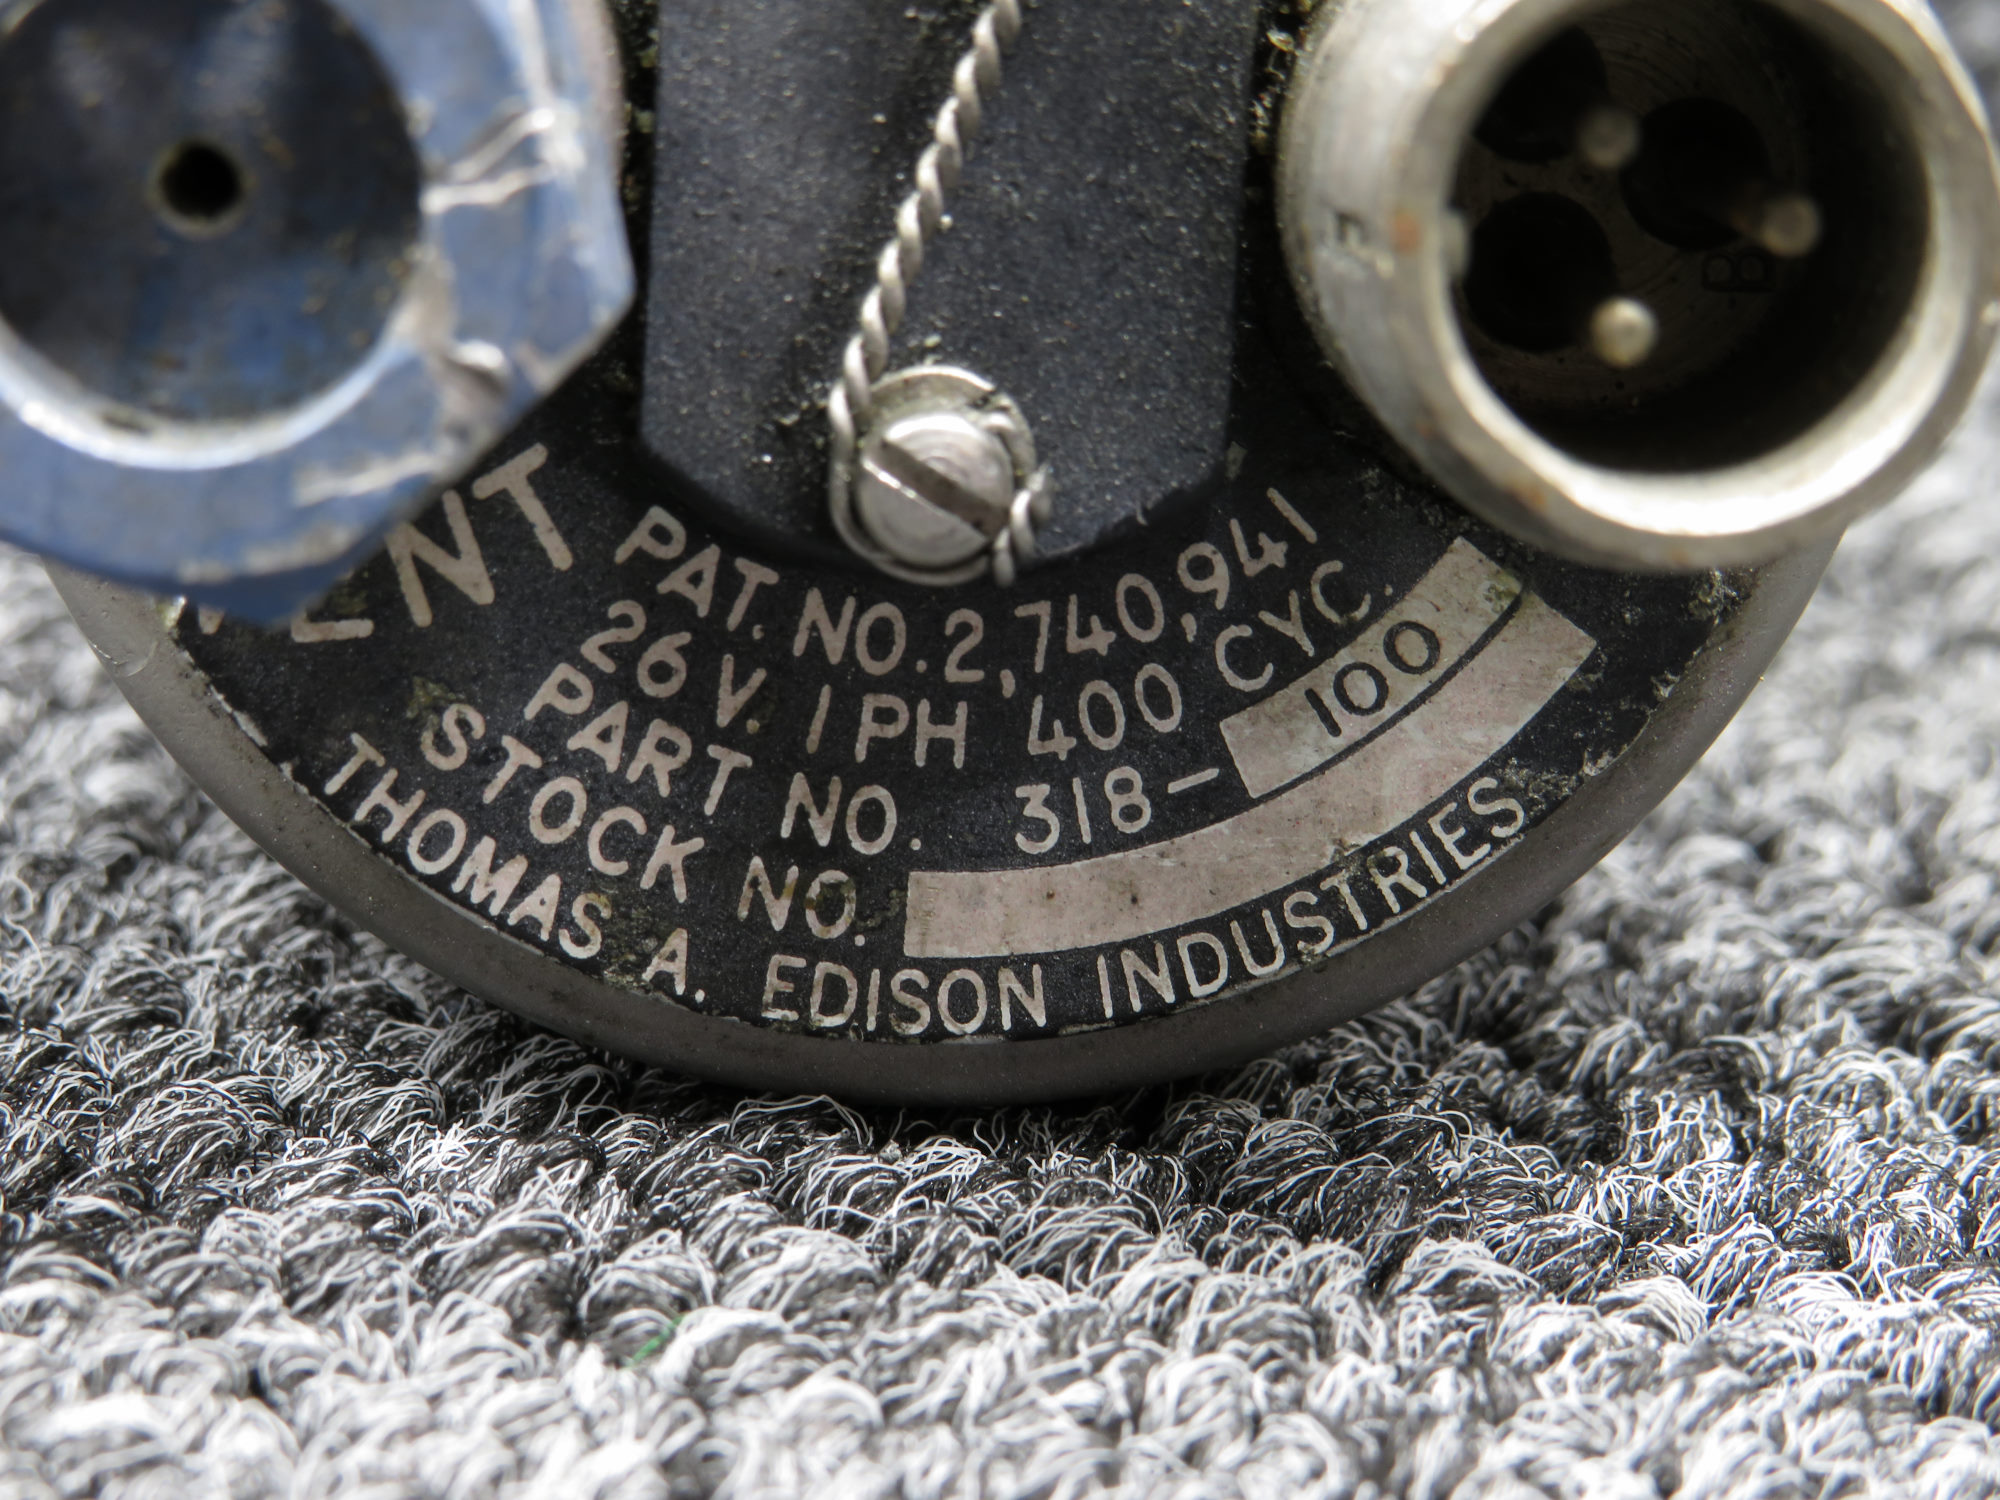 VENT
PAT. NO. 2,740,941
26 V. 1 PH 400 CYC.
PART NO. 318- 100
STOCK NO.
THOMAS A. EDISON INDUSTRIES
B